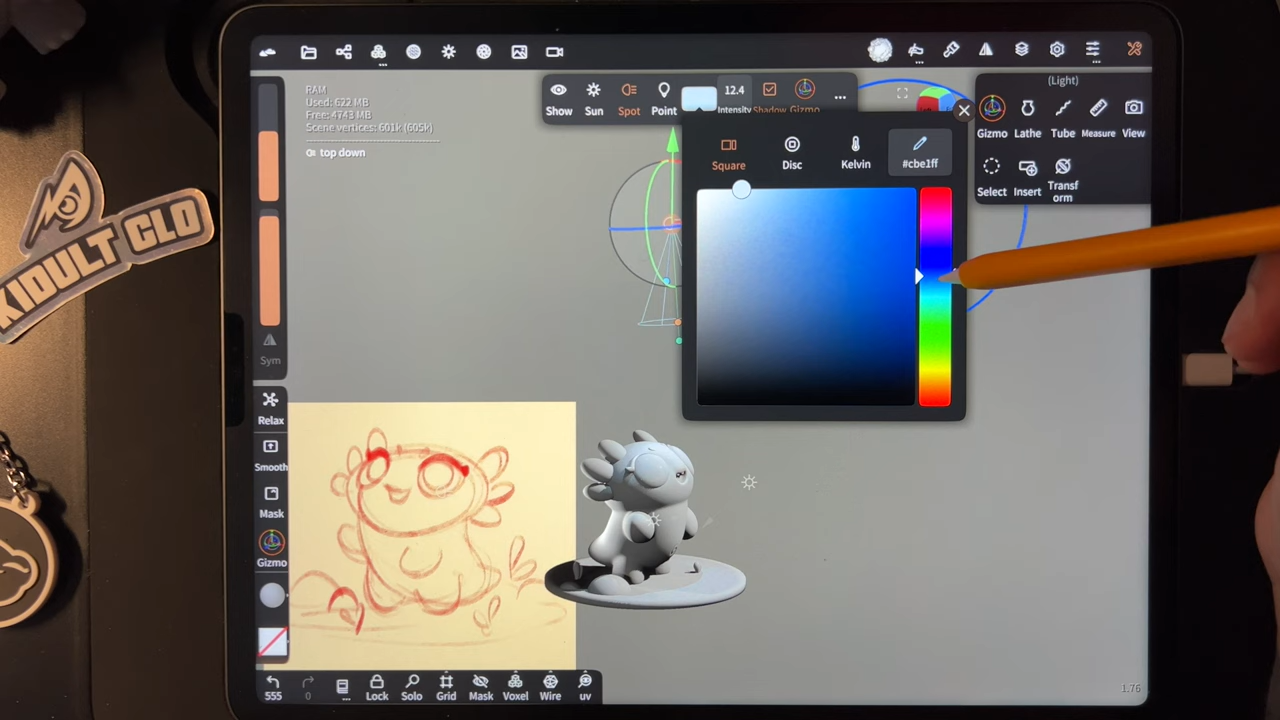 KIDULT CLO
RAM
Used: 622 MB
Free: 4743 MB
Scene vertices: 601k (605k)
top down
Show
Sun
Spot
Point
12.4
Intensity
Shadow
Gizmo
Square
Disc
Kelvin
#cbe1ff
(Light)
Gizmo
Lathe
Tube
Measure
View
Select
Insert
Transf
orm
Sym
Relax
Smooth
Mask
Gizmo
555
0
Lock
Solo
Grid
Mask
Voxel
Wire
uv
1.76